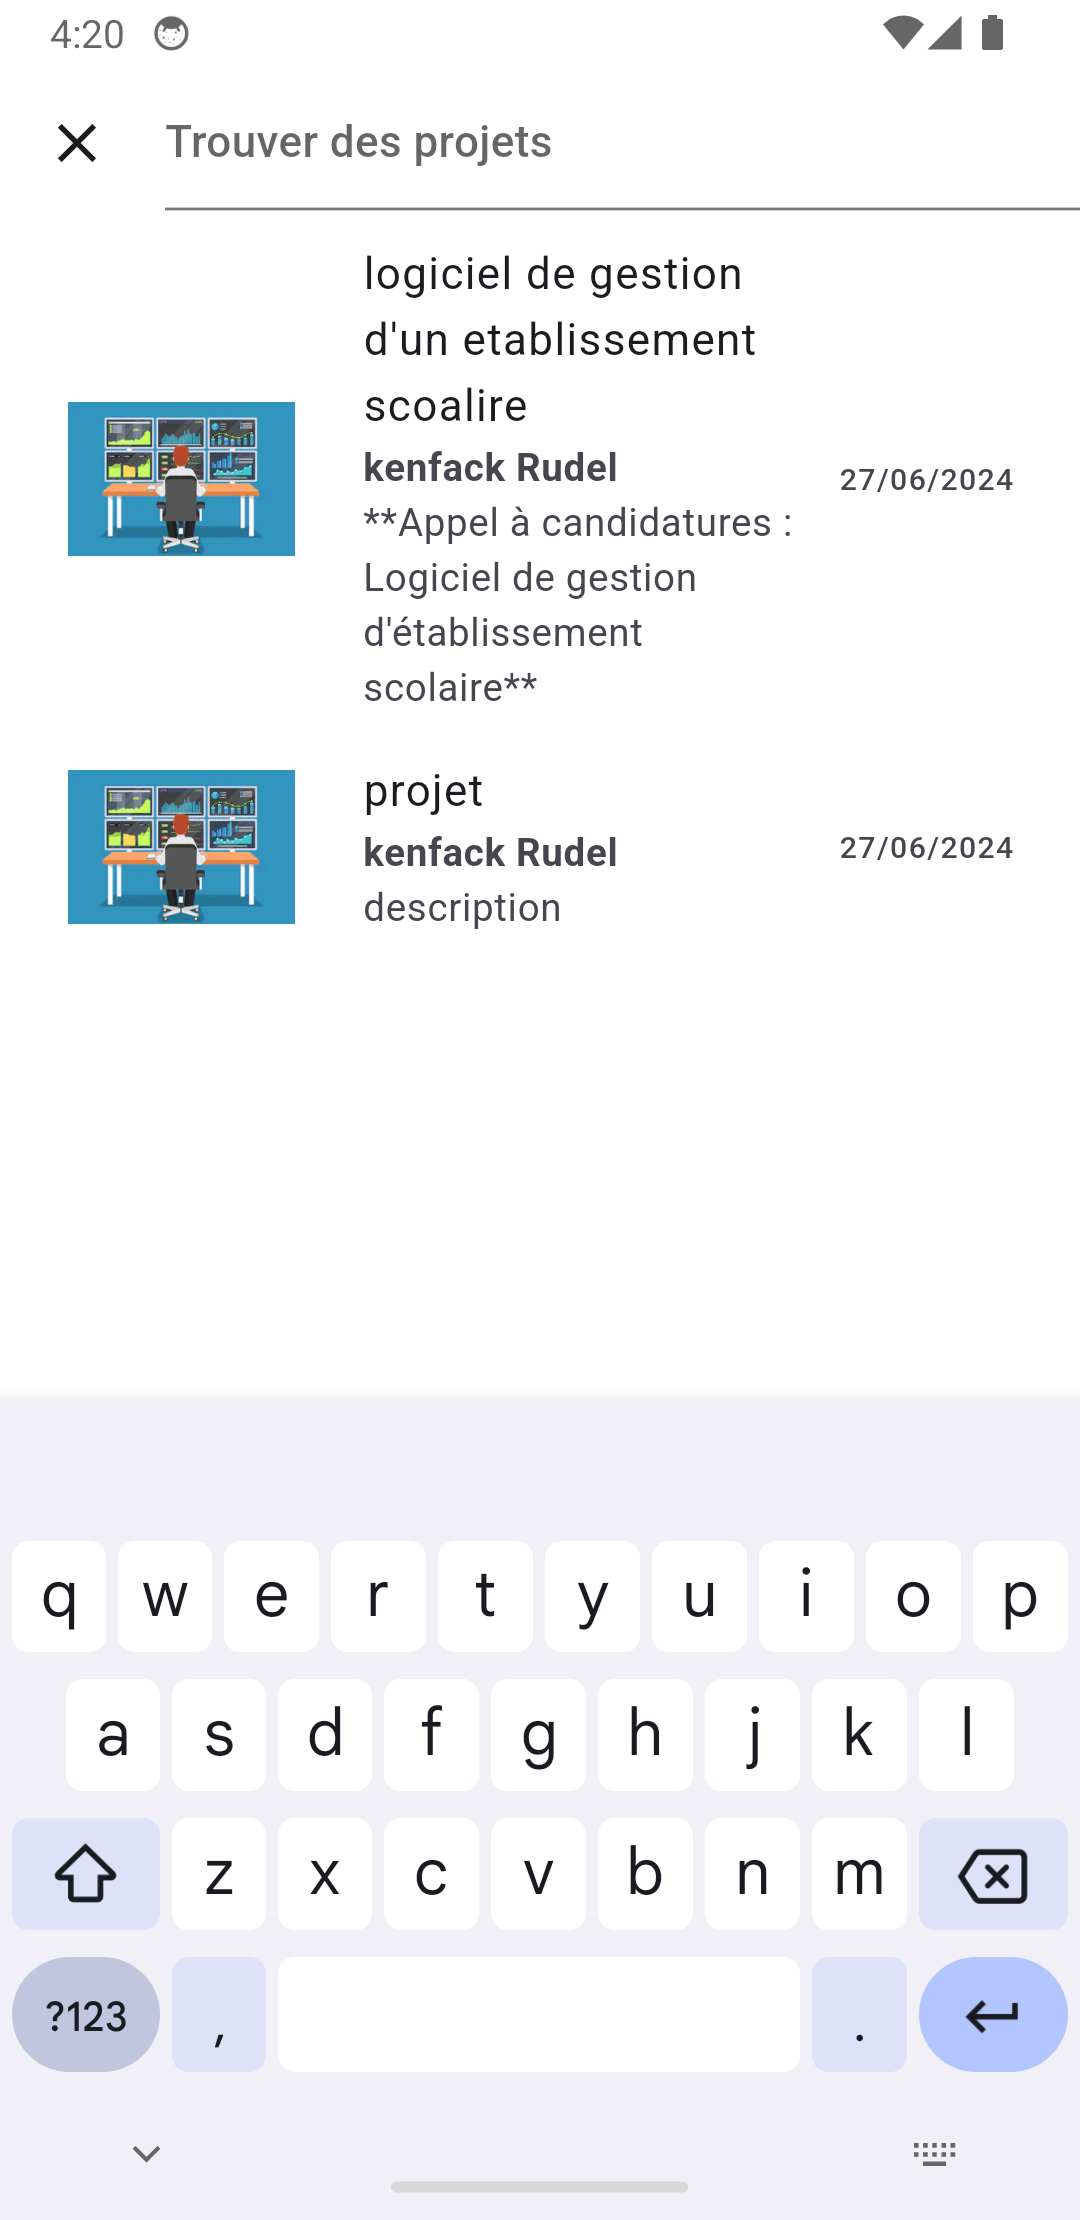 4:20
Trouver des projets
logiciel de gestion
d'un etablissement
scoalire
kenfack Rudel
27/06/2024
**Appel à candidatures :
Logiciel de gestion
d'établissement
scolaire**
projet
kenfack Rudel
27/06/2024
description
q w e r t y u i o p
a s d f g h j k l
z x c v b n m
?123 , .